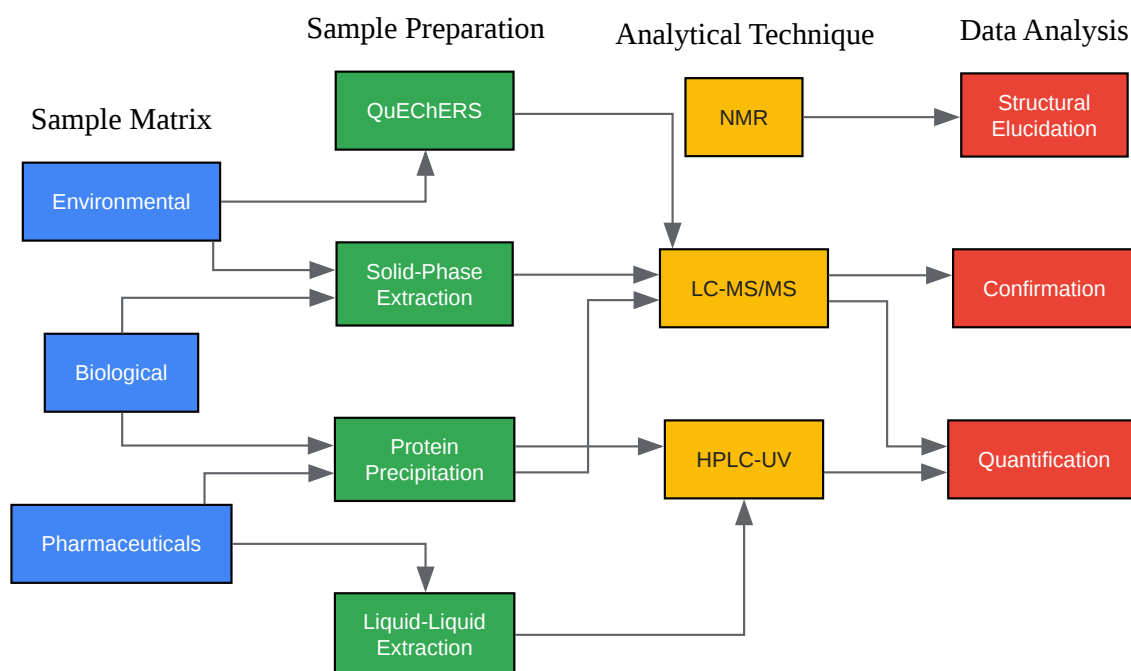 Sample Matrix
Environmental
Biological
Pharmaceuticals
Sample Preparation
QuEChERS
Solid-Phase
Extraction
Protein
Precipitation
Liquid-Liquid
Extraction
Analytical Technique
NMR
LC-MS/MS
HPLC-UV
Data Analysis
Structural
Elucidation
Confirmation
Quantification